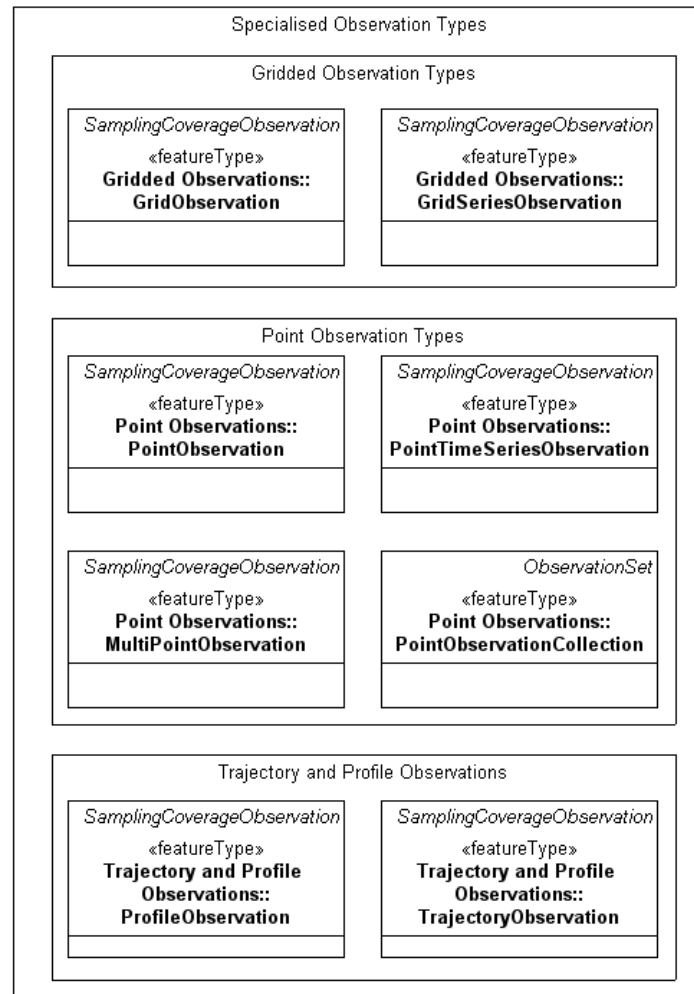 Specialised Observation Types
Gridded Observation Types
SamplingCoverageObservation
«featureType»
Gridded Observations::
GridObservation
SamplingCoverageObservation
«featureType»
Gridded Observations::
GridSeriesObservation
Point Observation Types
SamplingCoverageObservation
«featureType»
Point Observations::
PointObservation
SamplingCoverageObservation
«featureType»
Point Observations::
PointTimeSeriesObservation
SamplingCoverageObservation
«featureType»
Point Observations::
MultiPointObservation
ObservationSet
«featureType»
Point Observations::
PointObservationCollection
Trajectory and Profile Observations
SamplingCoverageObservation
«featureType»
Trajectory and Profile
Observations::
ProfileObservation
SamplingCoverageObservation
«featureType»
Trajectory and Profile
Observations::
TrajectoryObservation